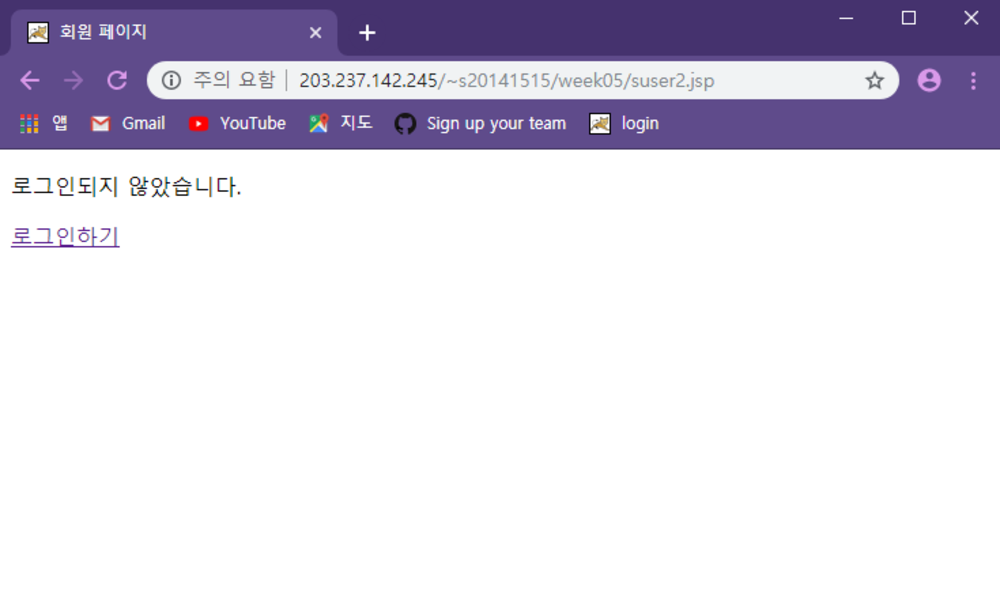 회원 페이지
주의 요함 203.237.142.245/~s20141515/week05/suser2.jsp
앱 Gmail YouTube 지도 Sign up your team login
로그인되지 않았습니다.
로그인하기